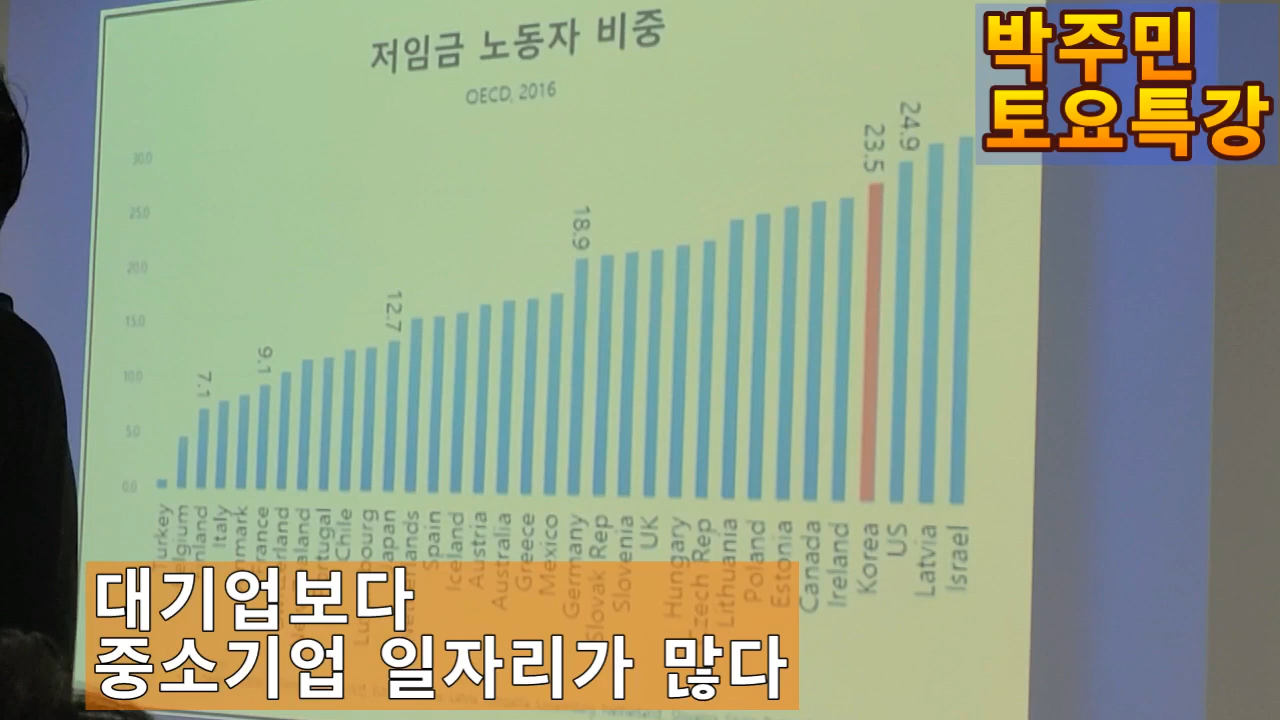 저임금 노동자 비중
OECD, 2016
박주민
토요특강
30.0
25.0
20.0
15.0
10.0
5.0
0.0
7.1
9.1
12.7
18.9
23.5
24.9
Turkey
Italy
Chile
Spain
Iceland
Austria
Australia
Greece
Mexico
Germany
Slovak Rep
Slovenia
UK
Hungary
Lithuania
Poland
Estonia
Canada
Ireland
Korea
US
Latvia
Israel
대기업보다
중소기업 일자리가 많다